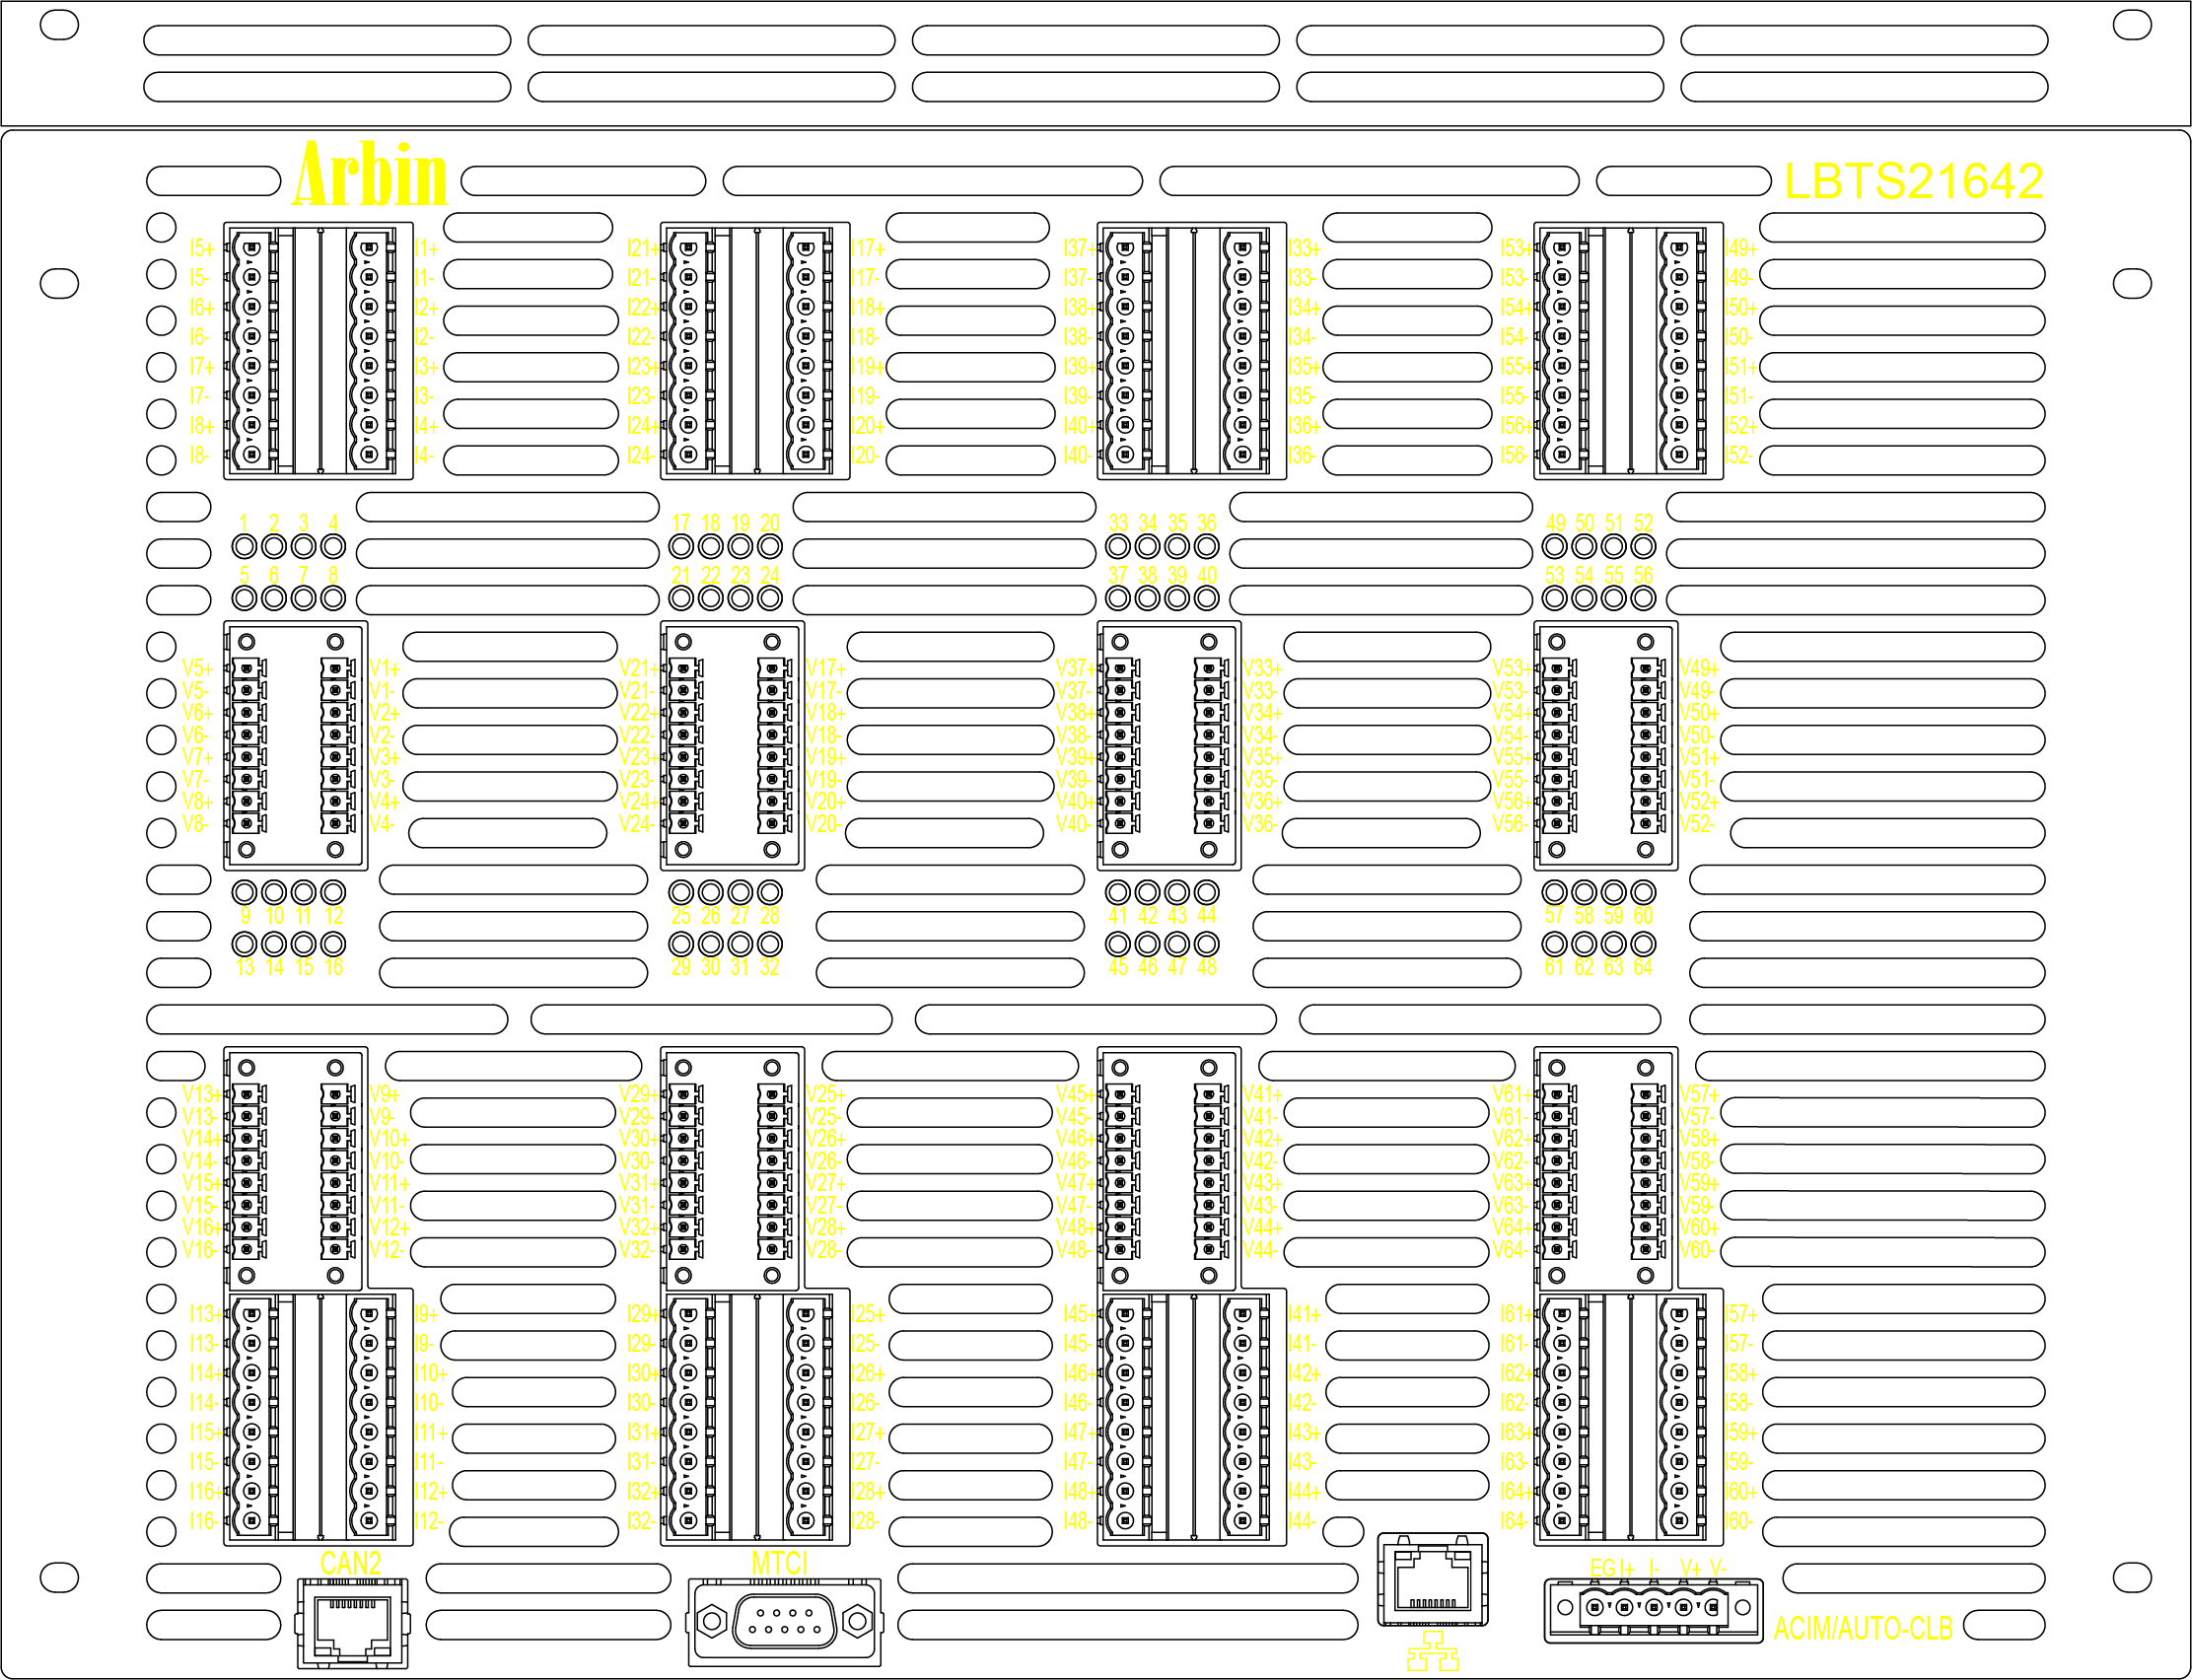 Arbin LBTS21642
I5+ I1+ I21+ I17+ I37+ I33+ I53+ I49+
I5- I1- I21- I17- I37- I33- I53- I49-
I6+ I2+ I22+ I18+ I38+ I34+ I54+ I50+
I6- I2- I22- I18- I38- I34- I54- I50-
I7+ I3+ I23+ I19+ I39+ I35+ I55+ I51+
I7- I3- I23- I19- I39- I35- I55- I51-
I8+ I4+ I24+ I20+ I40+ I36+ I56+ I52+
I8- I4- I24- I20- I40- I36- I56- I52-
1 2 3 4 17 18 19 20 33 34 35 36 49 50 51 52
5 6 7 8 21 22 23 24 37 38 39 40 53 54 55 56
V5+ V1+ V21+ V17+ V37+ V33+ V53+ V49+
V5- V1- V21- V17- V37- V33- V53- V49-
V6+ V2+ V22+ V18+ V38+ V34+ V54+ V50+
V6- V2- V22- V18- V38- V34- V54- V50-
V7+ V3+ V23+ V19+ V39+ V35+ V55+ V51+
V7- V3- V23- V19- V39- V35- V55- V51-
V8+ V4+ V24+ V20+ V40+ V36+ V56+ V52+
V8- V4- V24- V20- V40- V36- V56- V52-
9 10 11 12 25 26 27 28 41 42 43 44 57 58 59 60
13 14 15 16 29 30 31 32 45 46 47 48 61 62 63 64
V13+ V9+ V29+ V25+ V45+ V41+ V61+ V57+
V13- V9- V29- V25- V45- V41- V61- V57-
V14+ V10+ V30+ V26+ V46+ V42+ V62+ V58+
V14- V10- V30- V26- V46- V42- V62- V58-
V15+ V11+ V31+ V27+ V47+ V43+ V63+ V59+
V15- V11- V31- V27- V47- V43- V63- V59-
V16+ V12+ V32+ V28+ V48+ V44+ V64+ V60+
V16- V12- V32- V28- V48- V44- V64- V60-
I13+ I9+ I29+ I25+ I45+ I41+ I61+ I57+
I13- I9- I29- I25- I45- I41- I61- I57-
I14+ I10+ I30+ I26+ I46+ I42+ I62+ I58+
I14- I10- I30- I26- I46- I42- I62- I58-
I15+ I11+ I31+ I27+ I47+ I43+ I63+ I59+
I15- I11- I31- I27- I47- I43- I63- I59-
I16+ I12+ I32+ I28+ I48+ I44+ I64+ I60+
I16- I12- I32- I28- I48- I44- I64- I60-
CAN2 MTCI EG I+ I- V+ V-
ACIM/AUTO-CLB